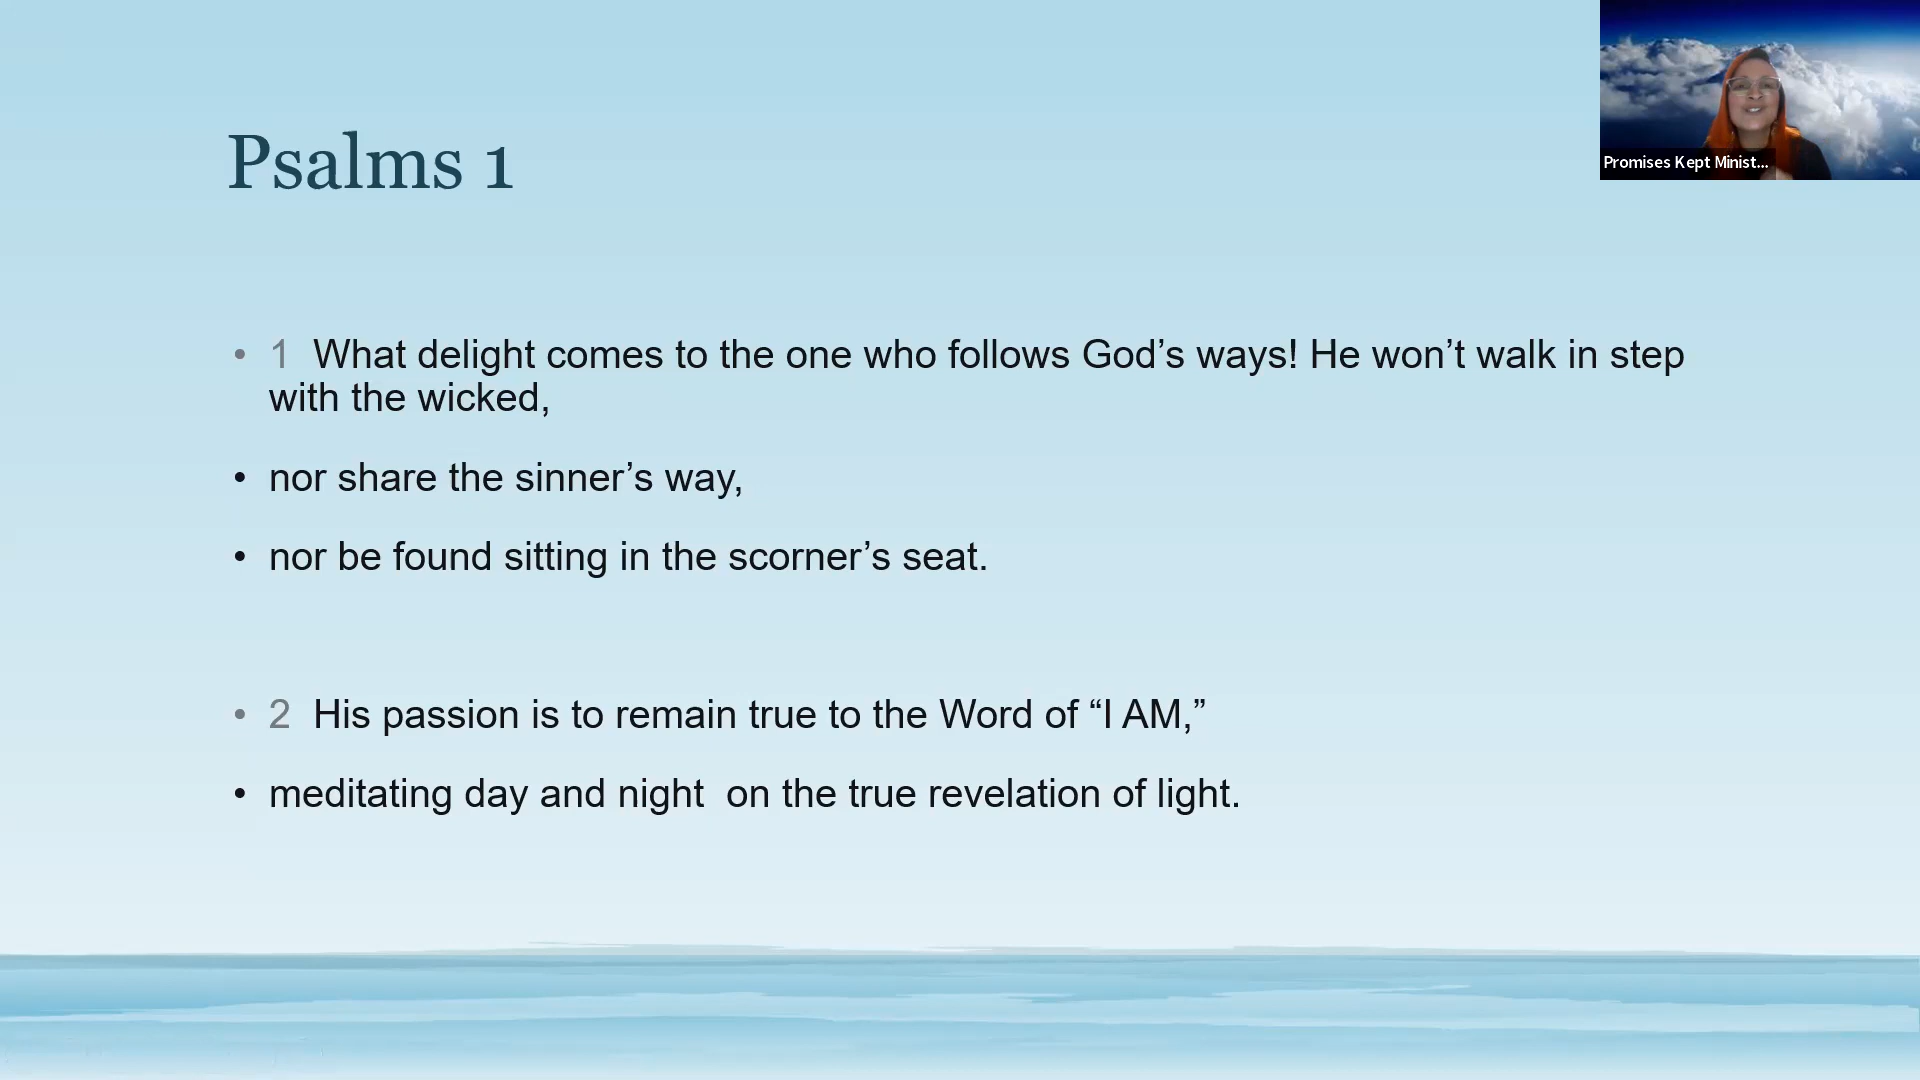 Psalms 1
Promises Kept Minist...
• 1 What delight comes to the one who follows God’s ways! He won’t walk in step
with the wicked,
• nor share the sinner’s way,
• nor be found sitting in the scorner’s seat.
• 2 His passion is to remain true to the Word of “I AM,”
• meditating day and night  on the true revelation of light.